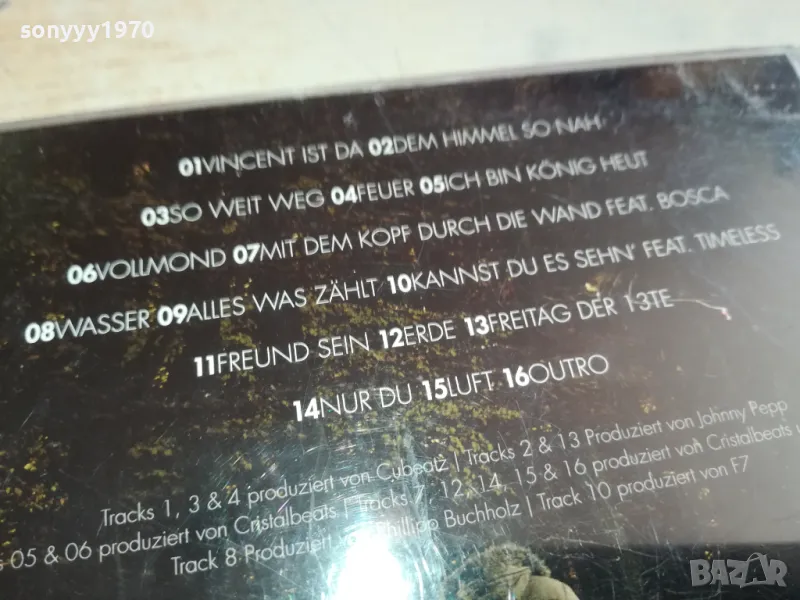 sonyyy1970
01VINCENT IST DA 02DEM HIMMEL SO NAH
03SO WEIT WEG 04FEUER 05ICH BIN KÖNIG HEUT
06VOLLMOND 07MIT DEM KOPF DURCH DIE WAND FEAT. BOSCA
08WASSER 09ALLES WAS ZÄHLT 10KANNST DU ES SEHN' FEAT. TIMELESS
11FREUND SEIN 12ERDE 13FREITAG DER 13TE
14NUR DU 15LUFT 16OUTRO
Tracks 1, 3 & 4 produziert von Cubeatz | Tracks 2 & 13 Produziert von Johnny Pepp
05 & 06 produziert von Cristalbeats | Tracks 7, 12, 14, 15 & 16 produziert von Cristalbeats
Track 8 Produziert Phillipp Buchholz | Track 10 produziert von F7
BAZAR